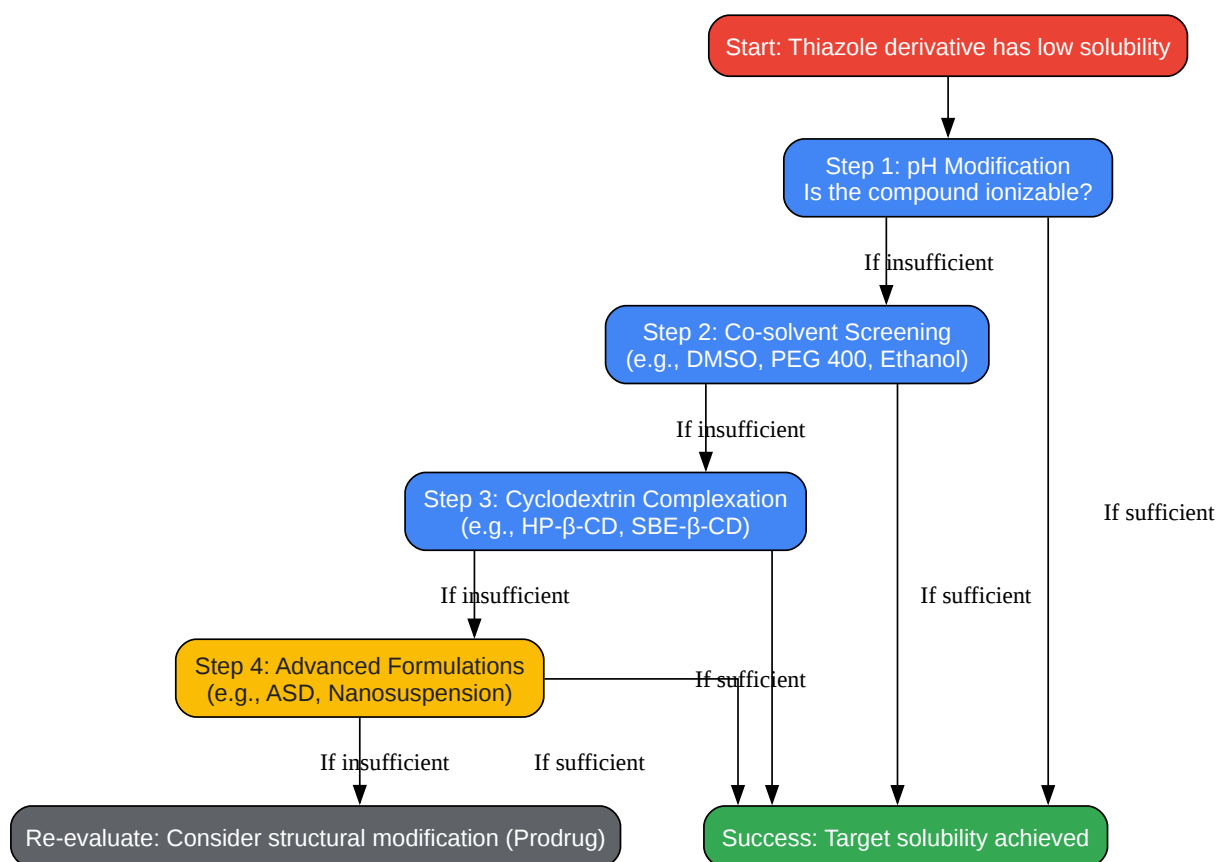 Start: Thiazole derivative has low solubility
Step 1: pH Modification
Is the compound ionizable?
If insufficient
Step 2: Co-solvent Screening
(e.g., DMSO, PEG 400, Ethanol)
If insufficient
Step 3: Cyclodextrin Complexation
(e.g., HP-β-CD, SBE-β-CD)
If sufficient
If insufficient
If sufficient
Step 4: Advanced Formulations
(e.g., ASD, Nanosuspension)
If sufficient
If insufficient
If sufficient
Re-evaluate: Consider structural modification (Prodrug)
Success: Target solubility achieved